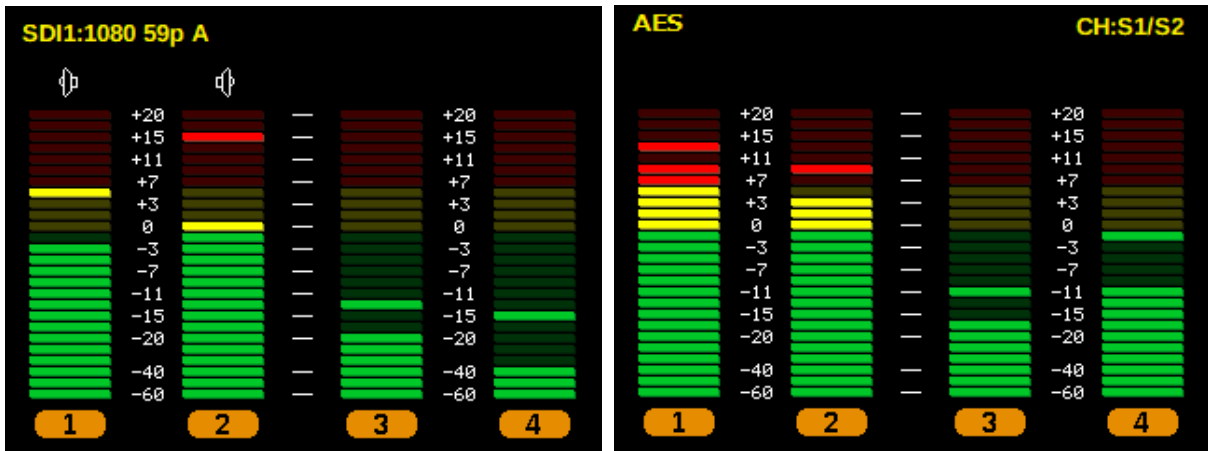 SDI1:1080 59p A
+20 — +20
+15 — +15
+11 — +11
+7 — +7
+3 — +3
0 — 0
-3 — -3
-7 — -7
-11 — -11
-15 — -15
-20 — -20
-40 — -40
-60 — -60
1 2 3 4
AES CH:S1/S2
+20 — +20
+15 — +15
+11 — +11
+7 — +7
+3 — +3
0 — 0
-3 — -3
-7 — -7
-11 — -11
-15 — -15
-20 — -20
-40 — -40
-60 — -60
1 2 3 4